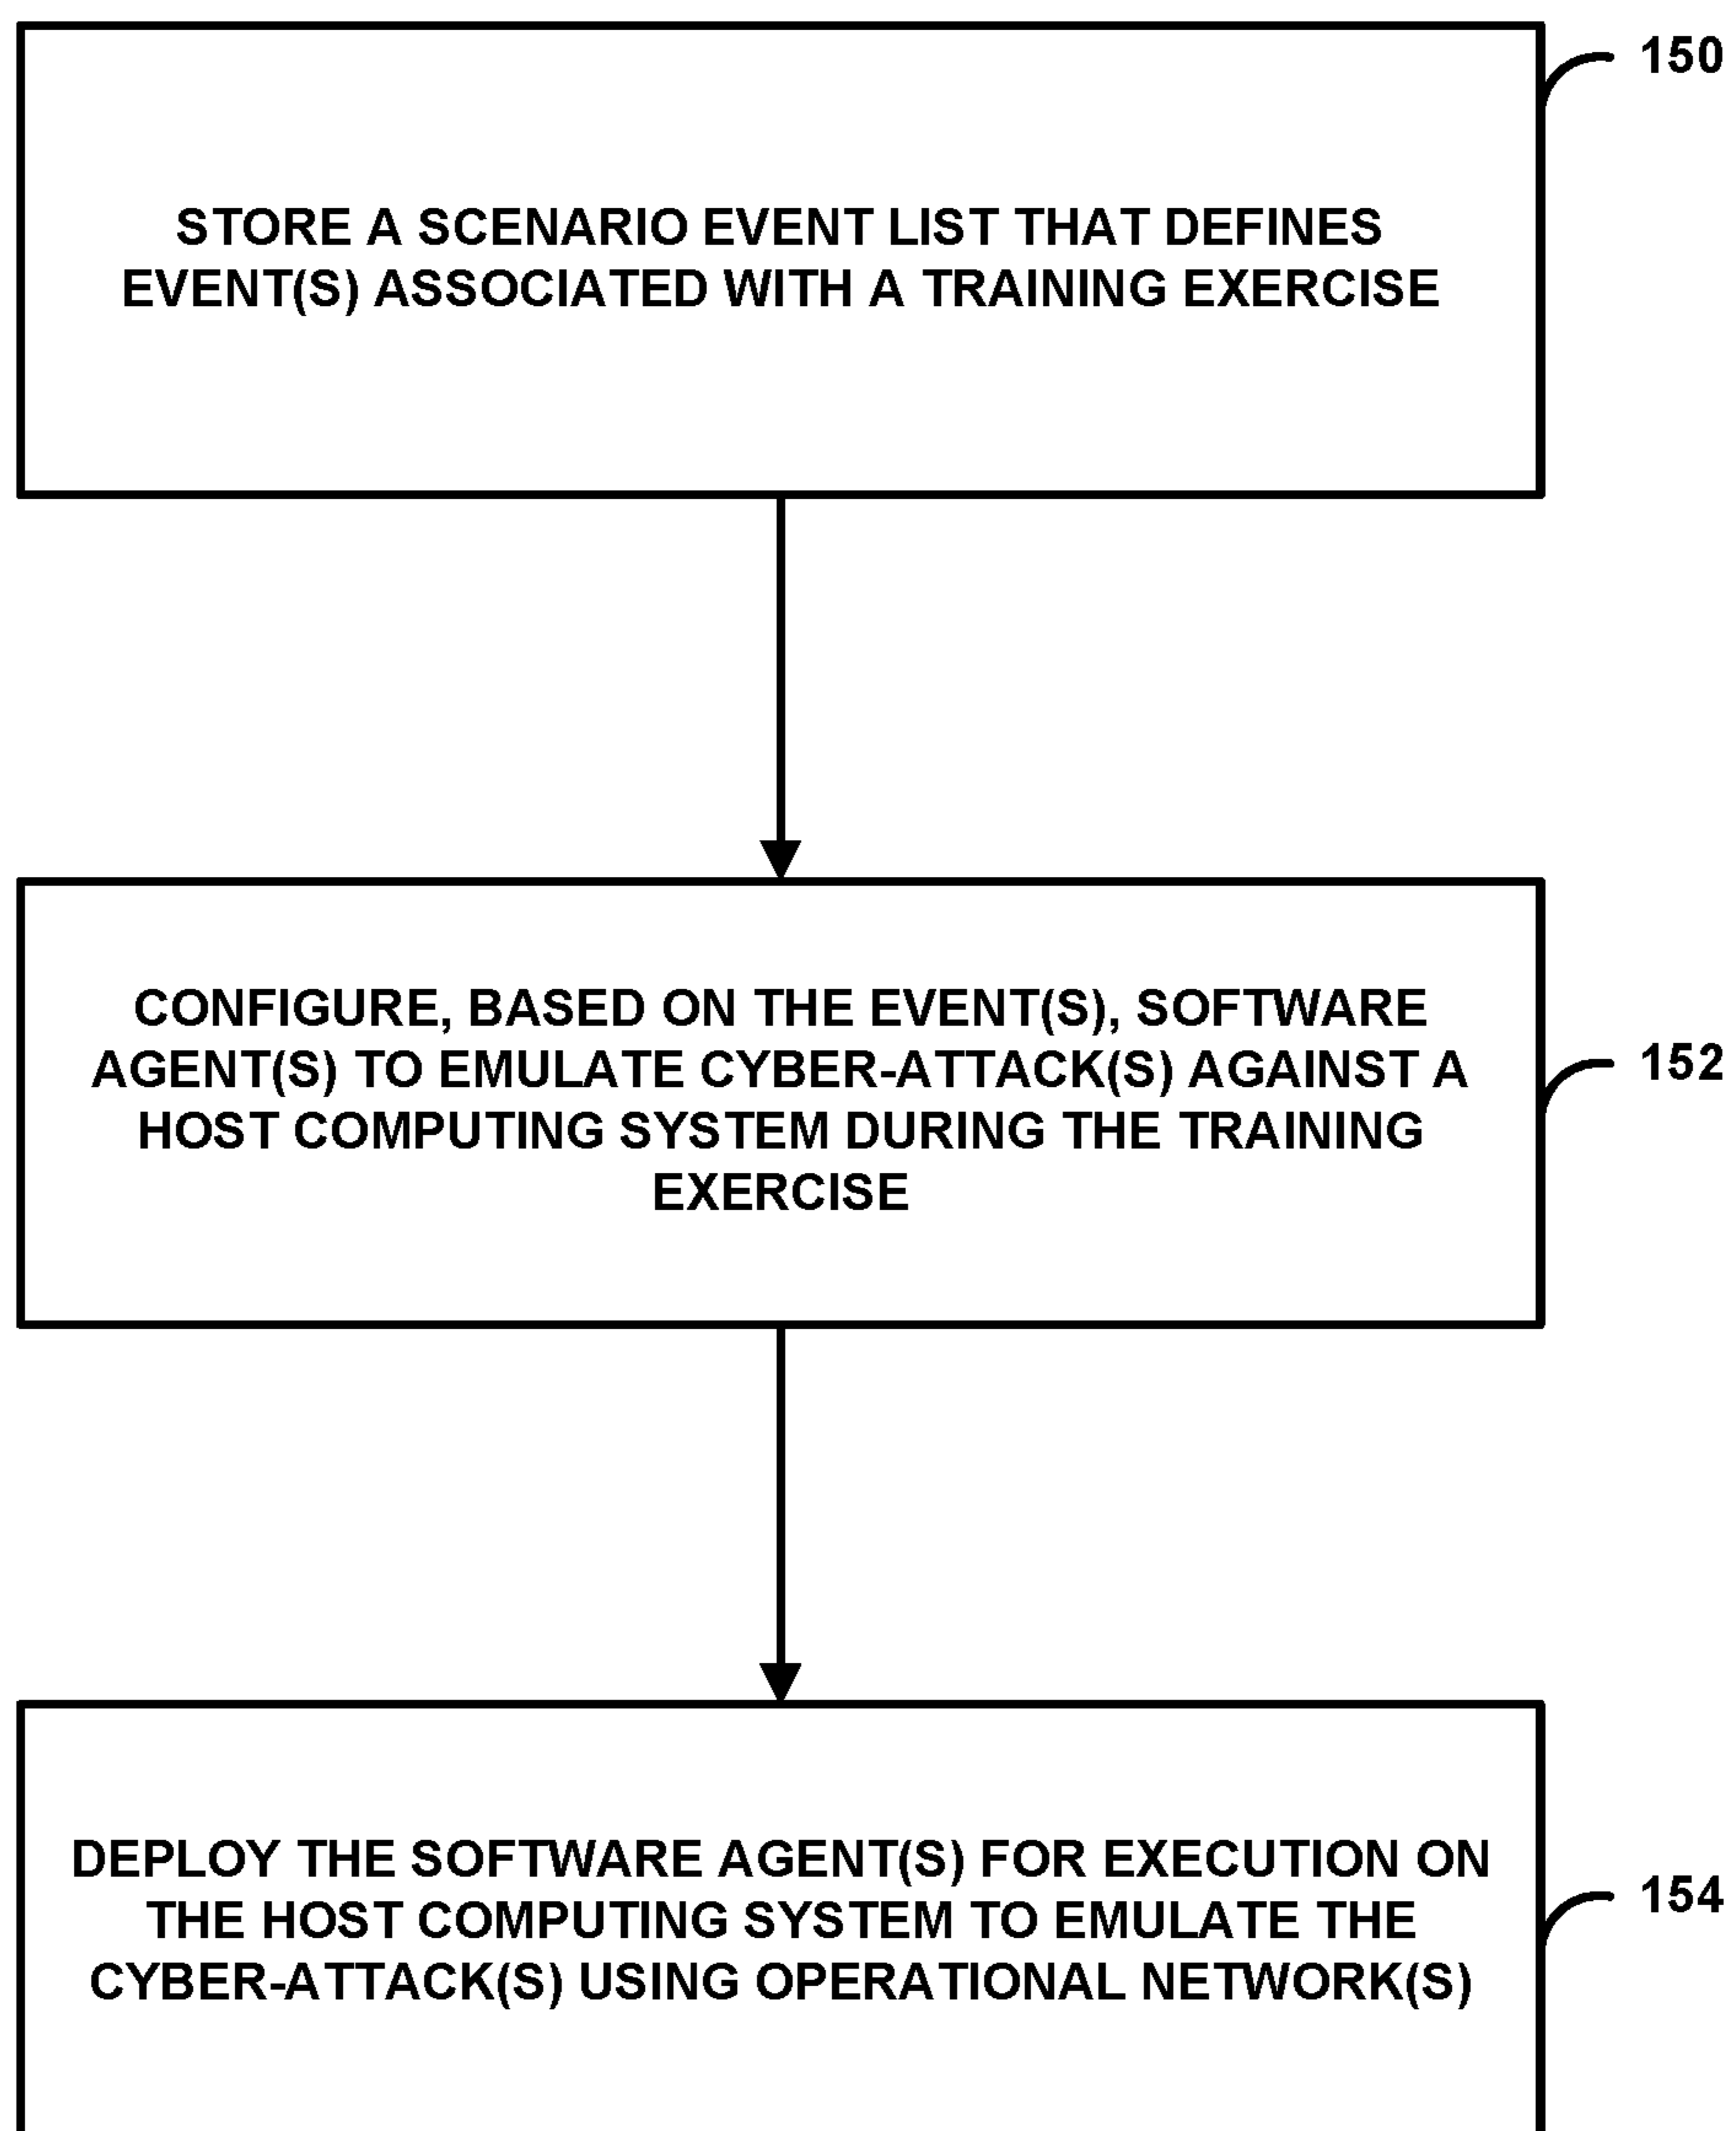 150
STORE A SCENARIO EVENT LIST THAT DEFINES
EVENT(S) ASSOCIATED WITH A TRAINING EXERCISE
CONFIGURE, BASED ON THE EVENT(S), SOFTWARE
AGENT(S) TO EMULATE CYBER-ATTACK(S) AGAINST A
HOST COMPUTING SYSTEM DURING THE TRAINING
EXERCISE
152
DEPLOY THE SOFTWARE AGENT(S) FOR EXECUTION ON
THE HOST COMPUTING SYSTEM TO EMULATE THE
CYBER-ATTACK(S) USING OPERATIONAL NETWORK(S)
154